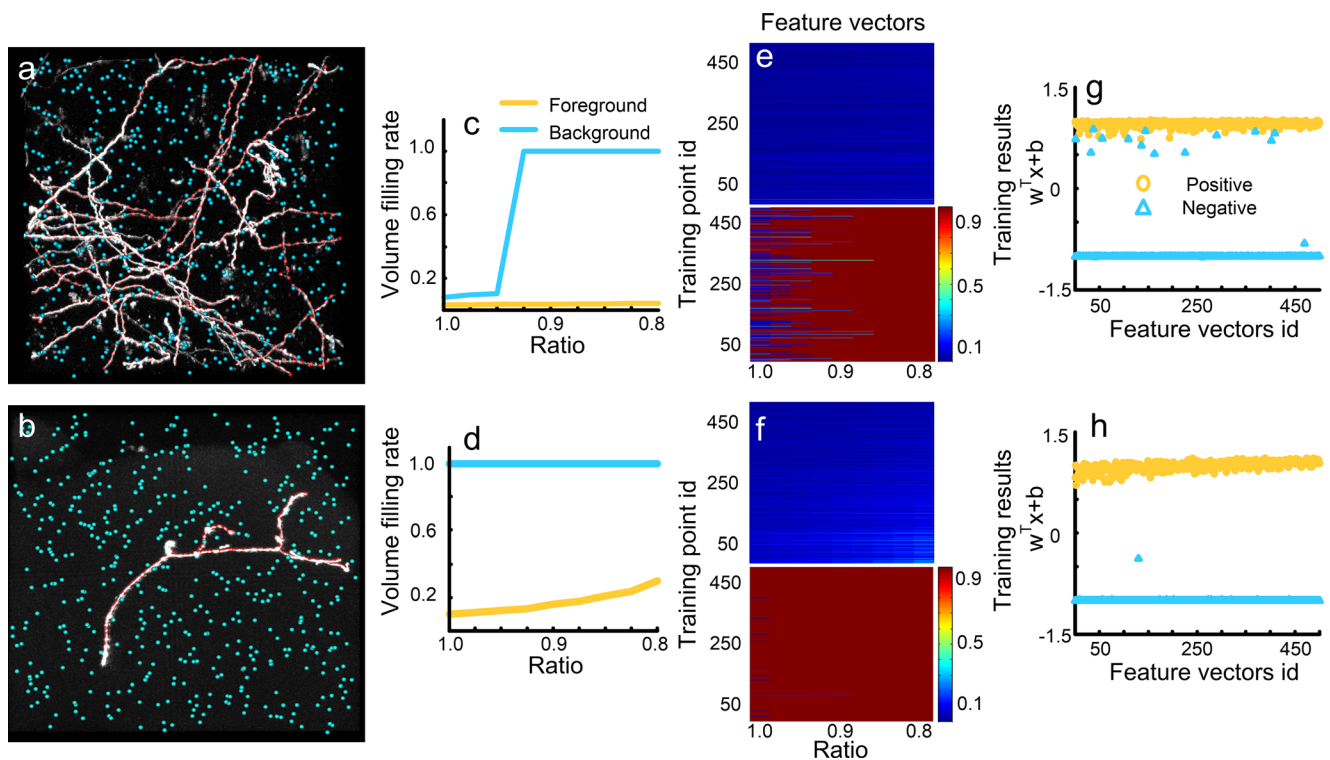 a
b
c
Foreground
Background
Volume filling rate
1.0
0.6
0.2
1.0 0.9 0.8
Ratio
d
Volume filling rate
1.0
0.6
0.2
1.0 0.9 0.8
Ratio
Feature vectors
e
Training point id
450
250
50
450
250
50
0.9
0.5
0.1
1.0 0.9 0.8
f
Training point id
450
250
50
450
250
50
0.9
0.5
0.1
1.0 0.9 0.8
Ratio
g
Training results
wᵀx+b
1.5
0
-1.5
Positive
Negative
50 250 450
Feature vectors id
h
Training results
wᵀx+b
1.5
0
-1.5
50 250 450
Feature vectors id